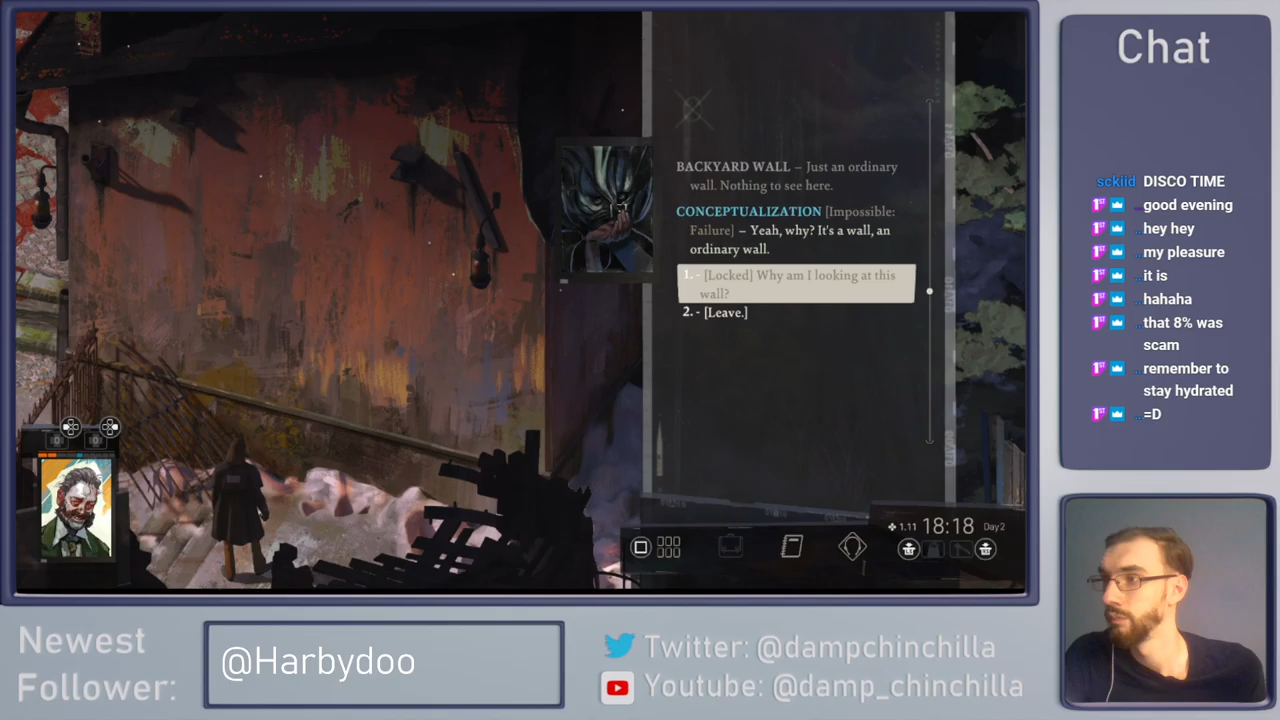 Chat
sckiid DISCO TIME
good evening
hey hey
my pleasure
it is
hahaha
that 8% was
scam
remember to
stay hydrated
=D
BACKYARD WALL – Just an ordinary
wall. Nothing to see here.
CONCEPTUALIZATION [Impossible:
Failure] – Yeah, why? It's a wall, an
ordinary wall.
1. - [Locked] Why am I looking at this
wall?
2. - [Leave.]
1.11 18:18 Day2
Newest
Follower:
@Harbydoo
Twitter: @dampchinchilla
Youtube: @damp_chinchilla